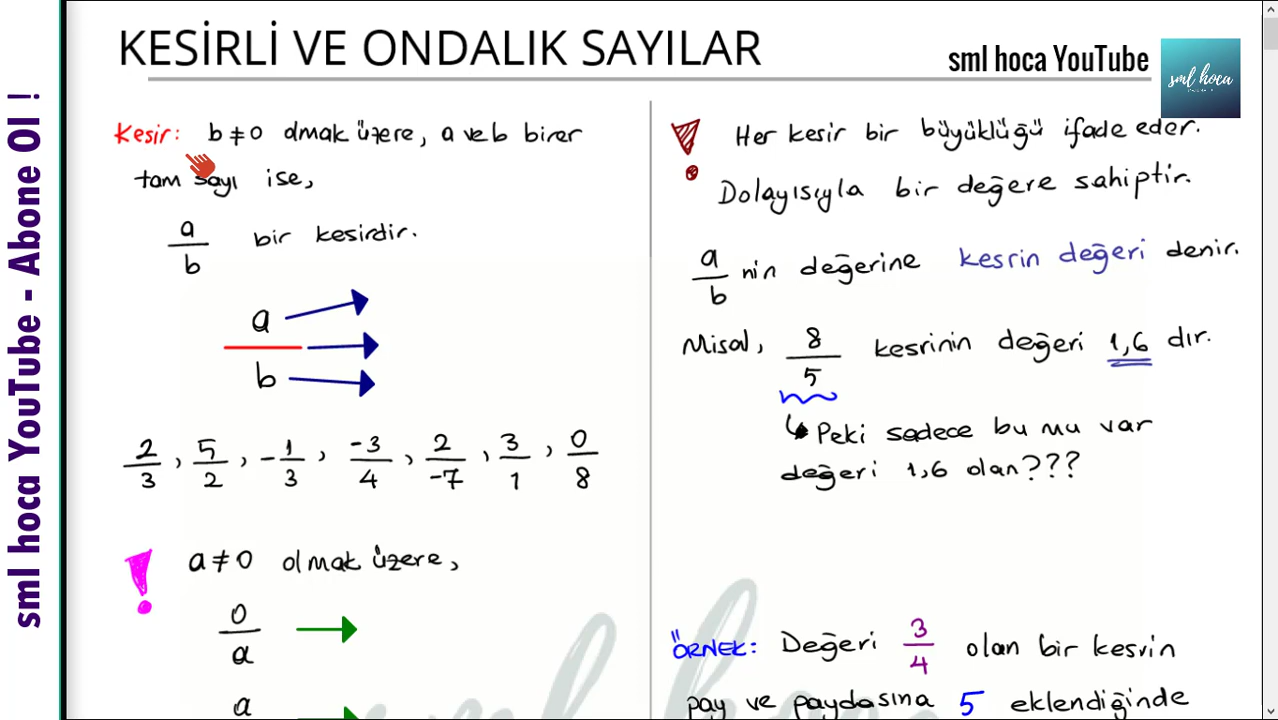 KESİRLİ VE ONDALIK SAYILAR
sml hoca YouTube
sml hoca
sml hoca YouTube - Abone Ol !
Kesir: b ≠ 0 olmak üzere, a ve b birer
tam sayı ise,
a/b bir kesirdir.
a
b
2/3, 5/2, -1/3, -3/4, 2/-7, 3/1, 0/8
! a ≠ 0 olmak üzere,
0/a →
a
! Her kesir bir büyüklüğü ifade eder.
Dolayısıyla bir değere sahiptir.
a/b nin değerine kesrin değeri denir.
Misal, 8/5 kesrinin değeri 1,6 dır.
↳ Peki sadece bu mu var
değeri 1,6 olan???
ÖRNEK: Değeri 3/4 olan bir kesrin
pay ve paydasına 5 eklendiğinde